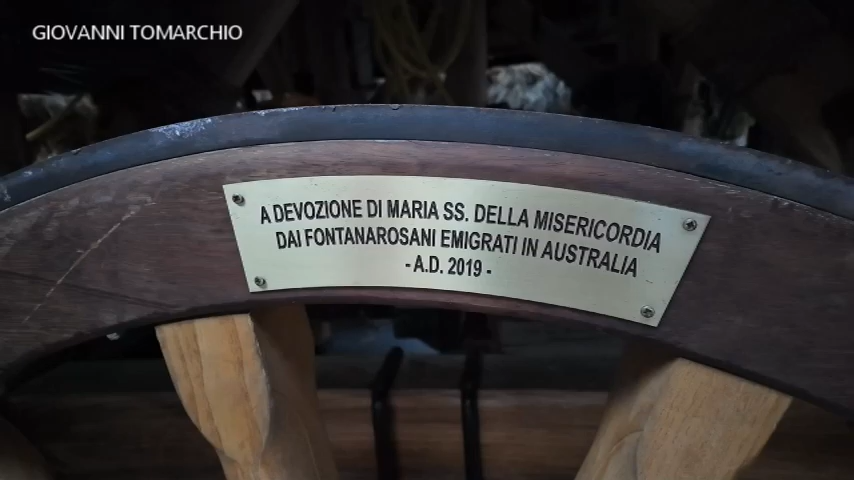 GIOVANNI TOMARCHIO
A DEVOZIONE DI MARIA SS. DELLA MISERICORDIA
DAI FONTANAROSANI EMIGRATI IN AUSTRALIA
- A.D. 2019 -